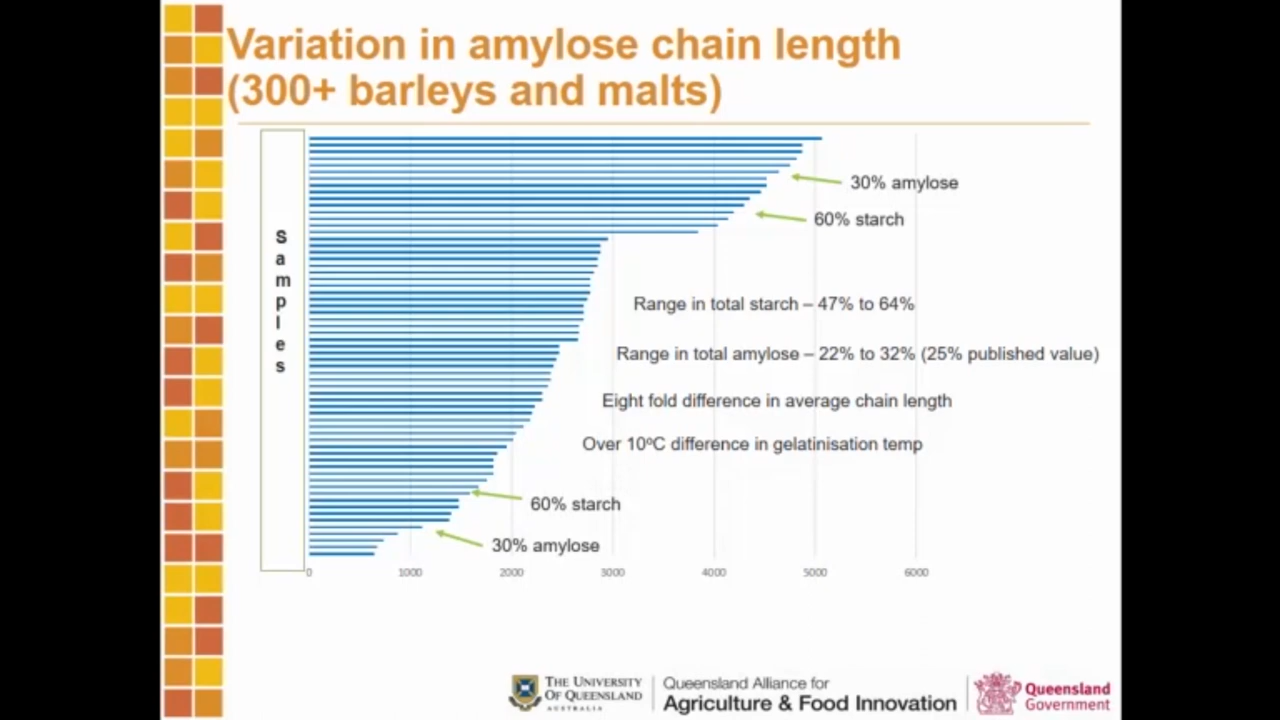 Variation in amylose chain length
(300+ barleys and malts)
Samples
30% amylose
60% starch
Range in total starch – 47% to 64%
Range in total amylose – 22% to 32% (25% published value)
Eight fold difference in average chain length
Over 10ºC difference in gelatinisation temp
60% starch
30% amylose
0 1000 2000 3000 4000 5000 6000
THE UNIVERSITY
OF QUEENSLAND
AUSTRALIA
Queensland Alliance for
Agriculture & Food Innovation
Queensland
Government